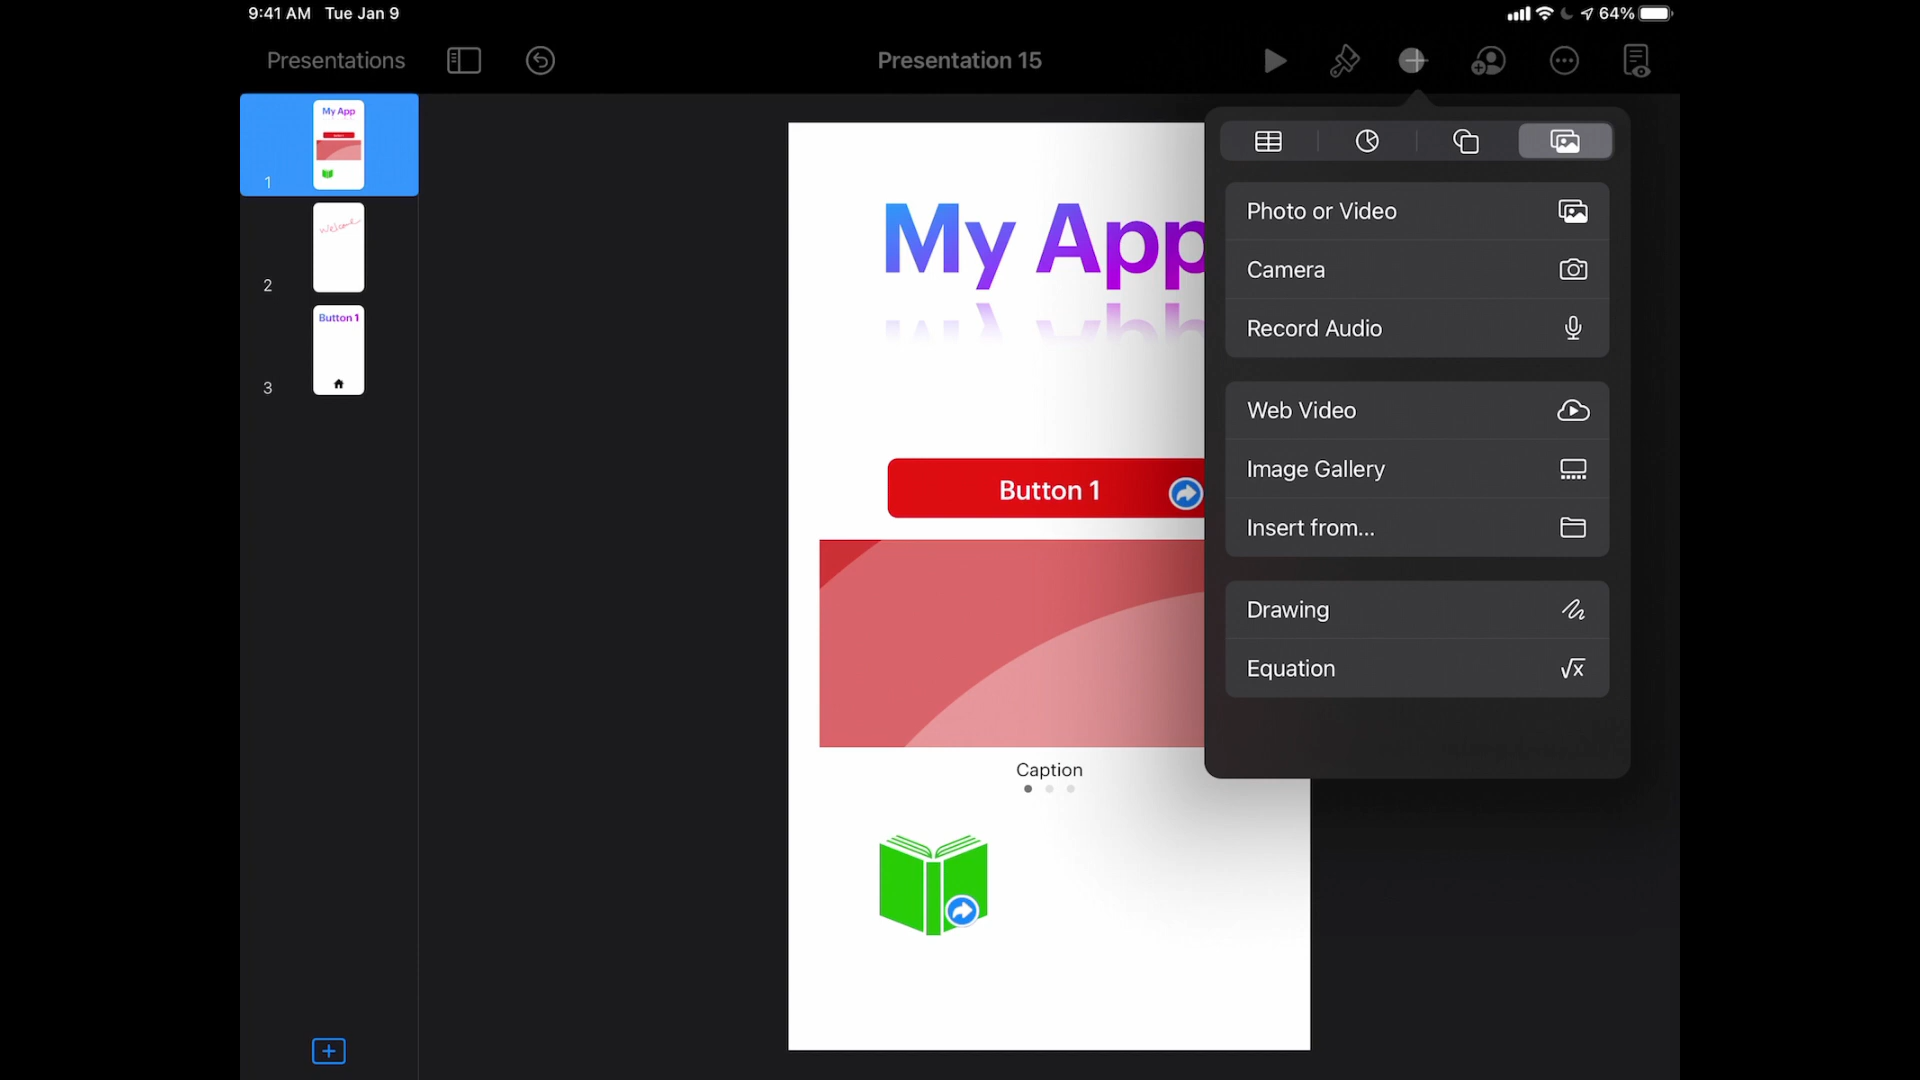 9:41 AM Tue Jan 9
64%
Presentations
Presentation 15
My App
1
welcome
2
Button 1
3
My App
Button 1
Caption
Photo or Video
Camera
Record Audio
Web Video
Image Gallery
Insert from...
Drawing
Equation
√x